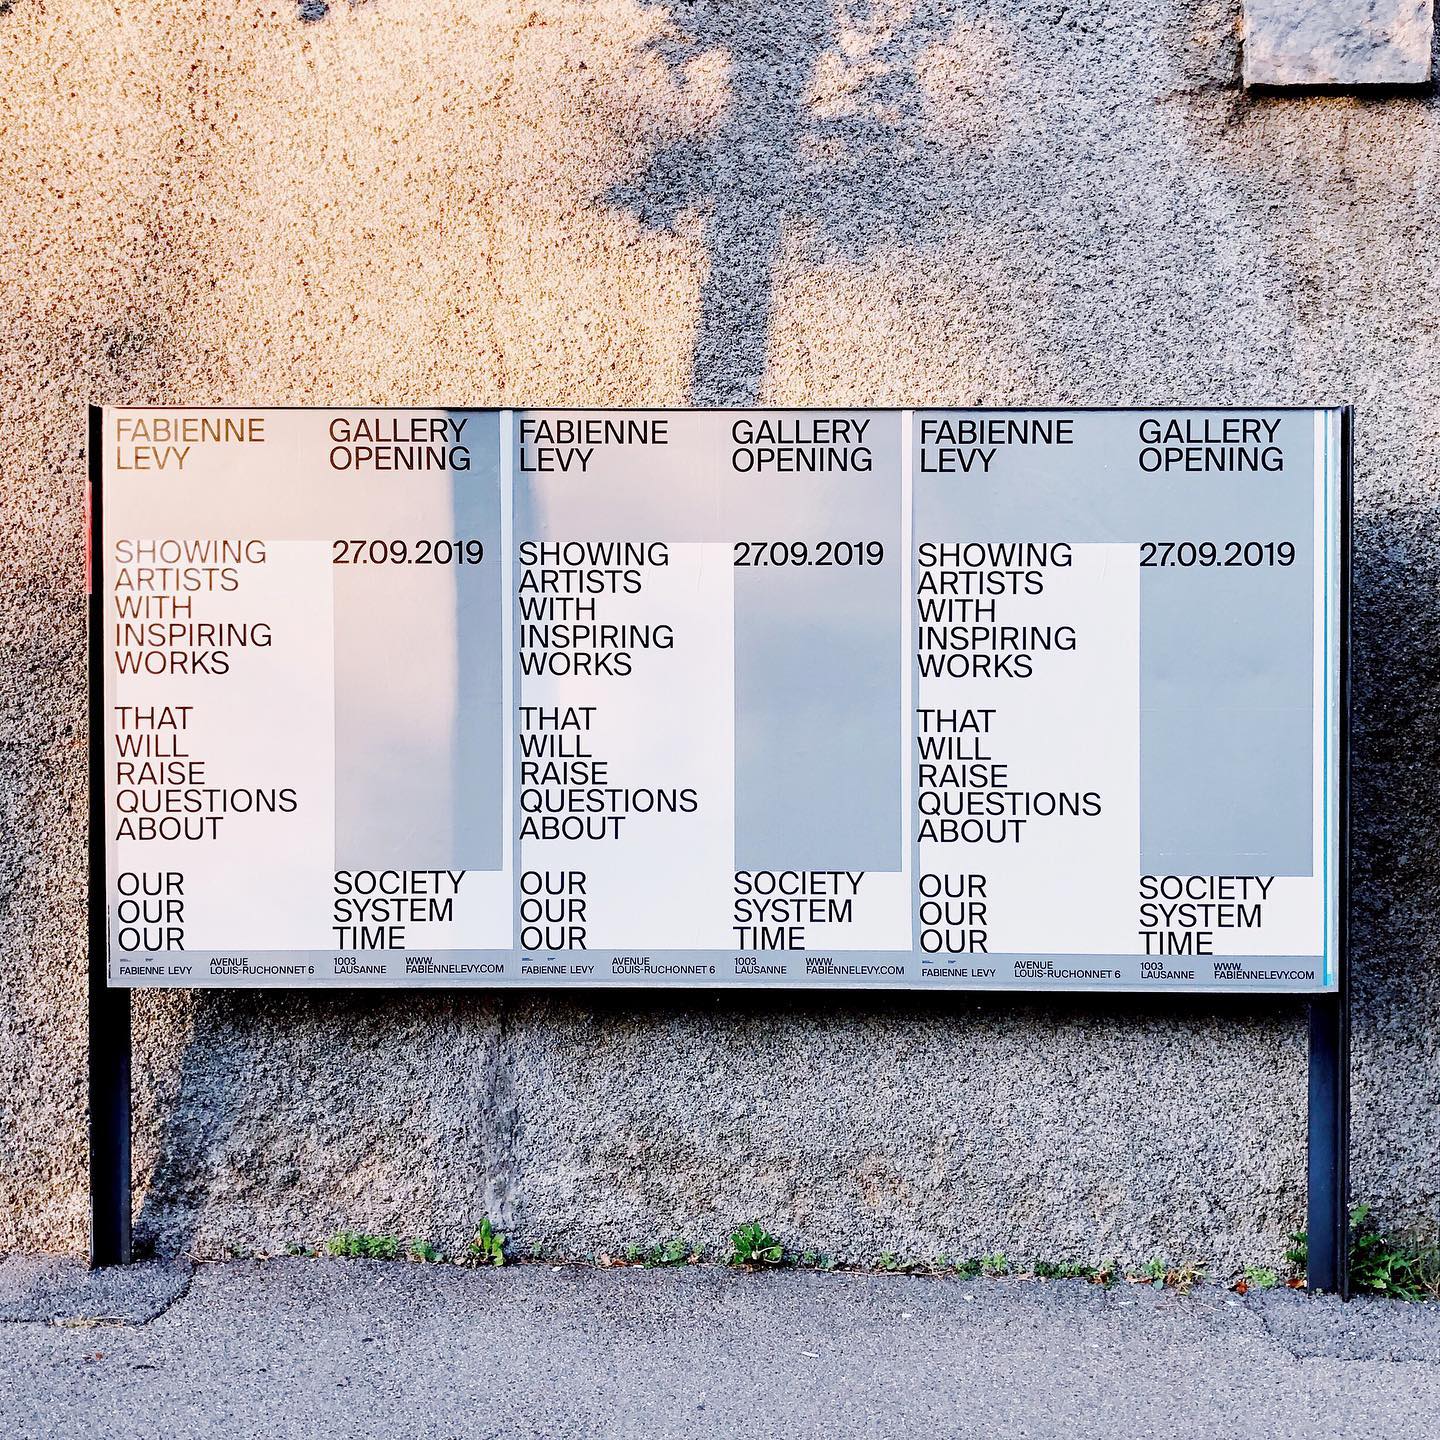 FABIENNE
LEVY
GALLERY
OPENING
SHOWING
ARTISTS
WITH
INSPIRING
WORKS
27.09.2019
THAT
WILL
RAISE
QUESTIONS
ABOUT
OUR SOCIETY
OUR SYSTEM
OUR TIME
FABIENNE LEVY
AVENUE
LOUIS-RUCHONNET 6
1003
LAUSANNE
WWW.
FABIENNELEVY.COM
FABIENNE
LEVY
GALLERY
OPENING
SHOWING
ARTISTS
WITH
INSPIRING
WORKS
27.09.2019
THAT
WILL
RAISE
QUESTIONS
ABOUT
OUR SOCIETY
OUR SYSTEM
OUR TIME
FABIENNE LEVY
AVENUE
LOUIS-RUCHONNET 6
1003
LAUSANNE
WWW.
FABIENNELEVY.COM
FABIENNE
LEVY
GALLERY
OPENING
SHOWING
ARTISTS
WITH
INSPIRING
WORKS
27.09.2019
THAT
WILL
RAISE
QUESTIONS
ABOUT
OUR SOCIETY
OUR SYSTEM
OUR TIME
FABIENNE LEVY
AVENUE
LOUIS-RUCHONNET 6
1003
LAUSANNE
WWW.
FABIENNELEVY.COM